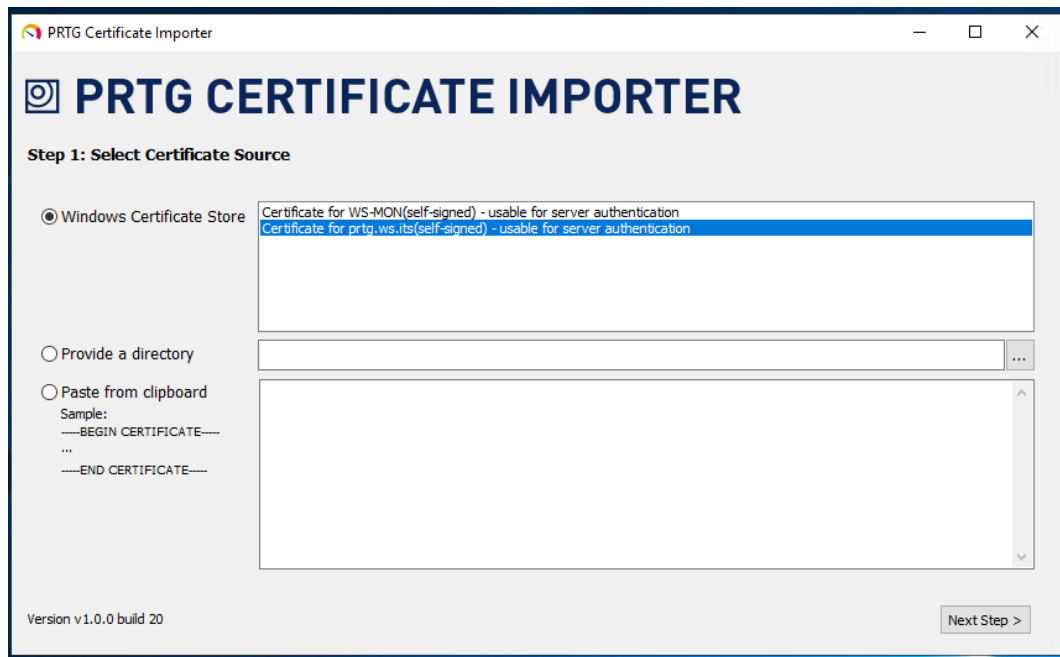 PRTG Certificate Importer
PRTG CERTIFICATE IMPORTER
Step 1: Select Certificate Source
Windows Certificate Store
Certificate for WS-MON(self-signed) - usable for server authentication
Certificate for prtg.ws.its(self-signed) - usable for server authentication
Provide a directory
...
Paste from clipboard
Sample:
-----BEGIN CERTIFICATE-----
...
-----END CERTIFICATE-----
Version v1.0.0 build 20
Next Step >